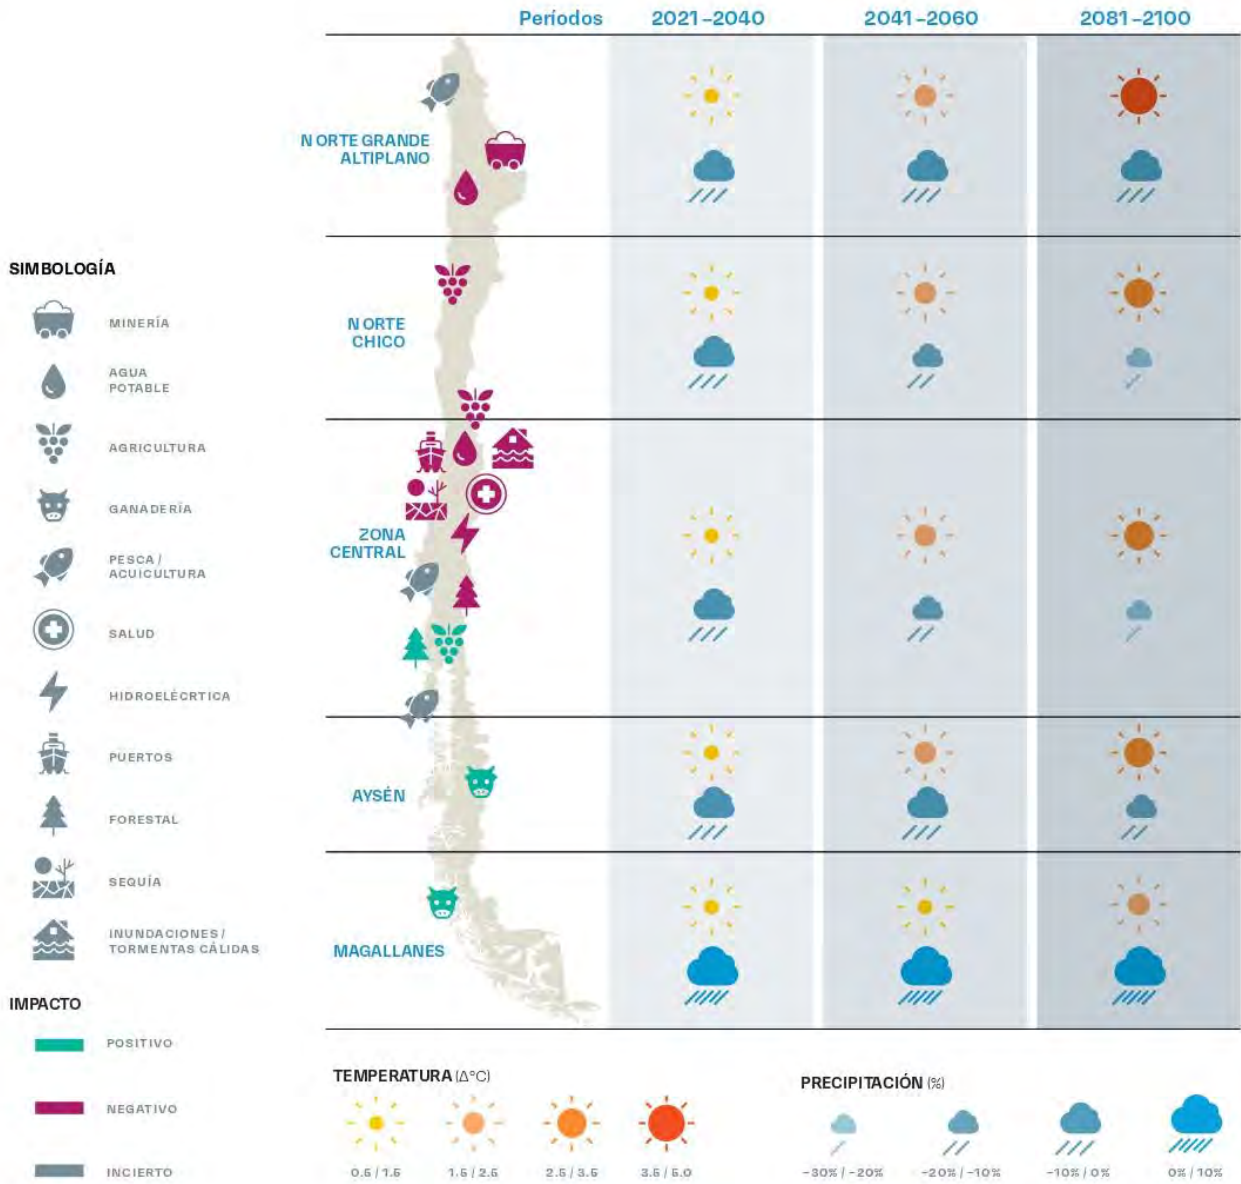 Períodos 2021–2040 2041–2060 2081–2100
NORTE GRANDE
ALTIPLANO
NORTE
CHICO
ZONA
CENTRAL
AYSÉN
MAGALLANES
SIMBOLOGÍA
MINERÍA
AGUA
POTABLE
AGRICULTURA
GANADERÍA
PESCA /
ACUICULTURA
SALUD
HIDROELÉCRTICA
PUERTOS
FORESTAL
SEQUÍA
INUNDACIONES /
TORMENTAS CÁLIDAS
IMPACTO
POSITIVO
NEGATIVO
INCIERTO
TEMPERATURA (Δ°C)
0.5 / 1.5 1.5 / 2.5 2.5 / 3.5 3.5 / 5.0
PRECIPITACIÓN (%)
–30% / –20% –20% / –10% –10% / 0% 0% / 10%